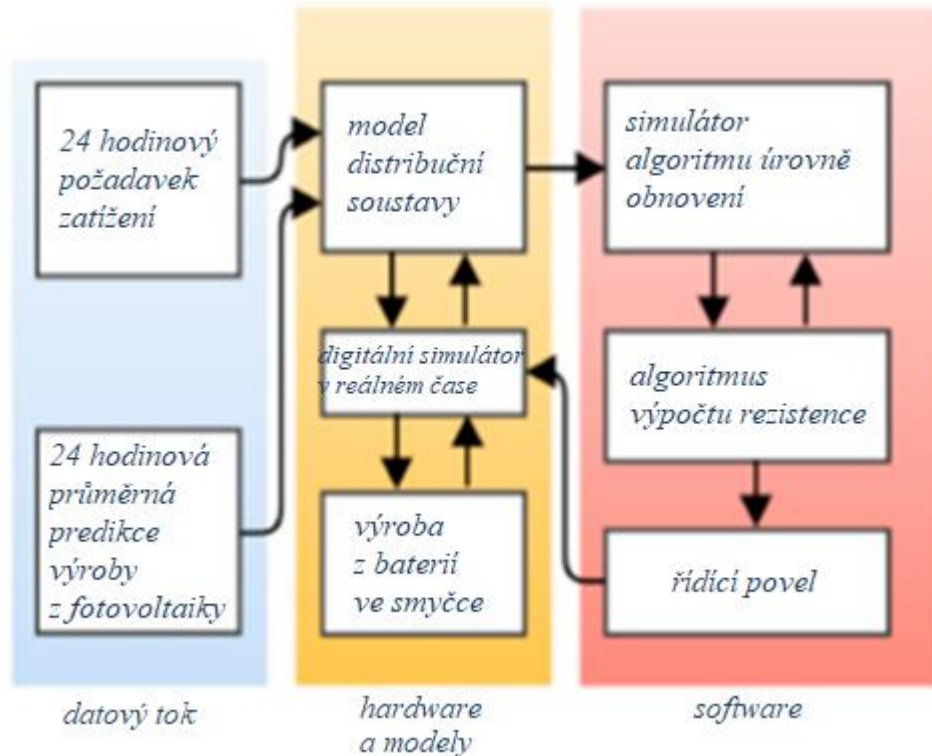 24 hodinový
požadavek
zatížení
24 hodinová
průměrná
predikce
výroby
z fotovoltaiky
datový tok
model
distribuční
soustavy
digitální simulátor
v reálném čase
výroba
z baterií
ve smyčce
hardware
a modely
simulátor
algoritmu úrovně
obnovení
algoritmus
výpočtu rezistence
řídící povel
software